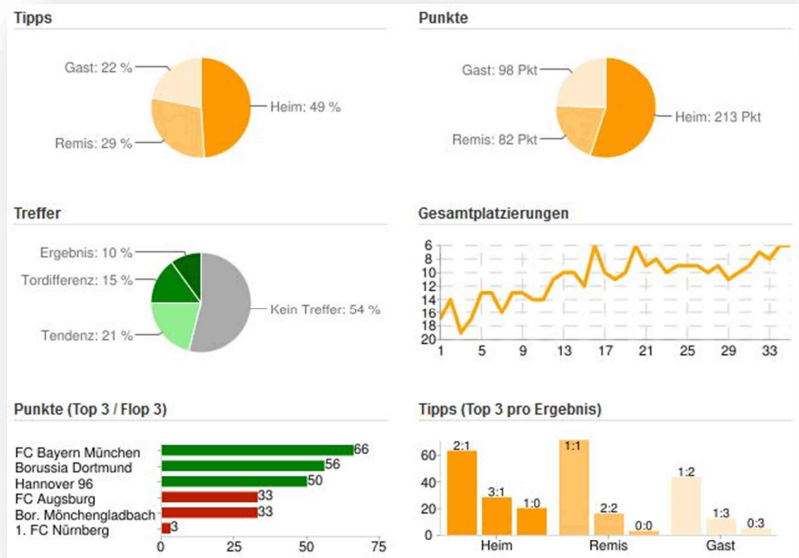 Tipps
Gast: 22 %
Heim: 49 %
Remis: 29 %
Punkte
Gast: 98 Pkt
Heim: 213 Pkt
Remis: 82 Pkt
Treffer
Ergebnis: 10 %
Tordifferenz: 15 %
Kein Treffer: 54 %
Tendenz: 21 %
Gesamtplatzierungen
6
8
10
12
14
16
18
20
1 5 9 13 17 21 25 29 33
Punkte (Top 3 / Flop 3)
FC Bayern München 66
Borussia Dortmund 56
Hannover 96 50
FC Augsburg 33
Bor. Mönchengladbach 33
1. FC Nürnberg 3
0 25 50 75
Tipps (Top 3 pro Ergebnis)
60
40
20
0
2:1 3:1 1:0
1:1 2:2 0:0
1:2 1:3 0:3
Heim Remis Gast